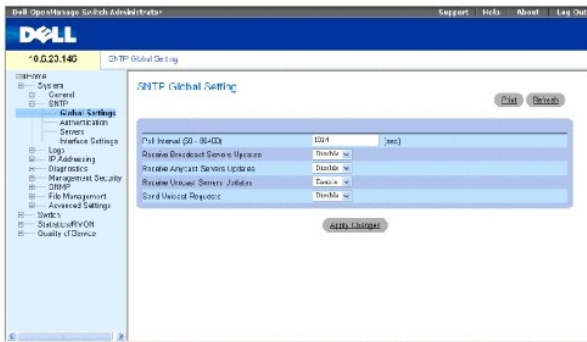 Dell OpenManage Switch Administrator
Support Help About Log Out
DELL
10.6.23.146
SNTP Global Setting
Home
System
General
SNTP
Global Settings
Authentication
Servers
Interface Settings
Logs
IP Addressing
Diagnostics
Management Security
SNMP
File Management
Advanced Settings
Switch
Statistics/RMON
Quality of Service
SNTP Global Setting
Print Refresh
Poll Interval (60 - 86400) 1024 (sec)
Receive Broadcast Servers Updates Disable
Receive Anycast Servers Updates Disable
Receive Unicast Servers Updates Enable
Send Unicast Requests Disable
Apply Changes